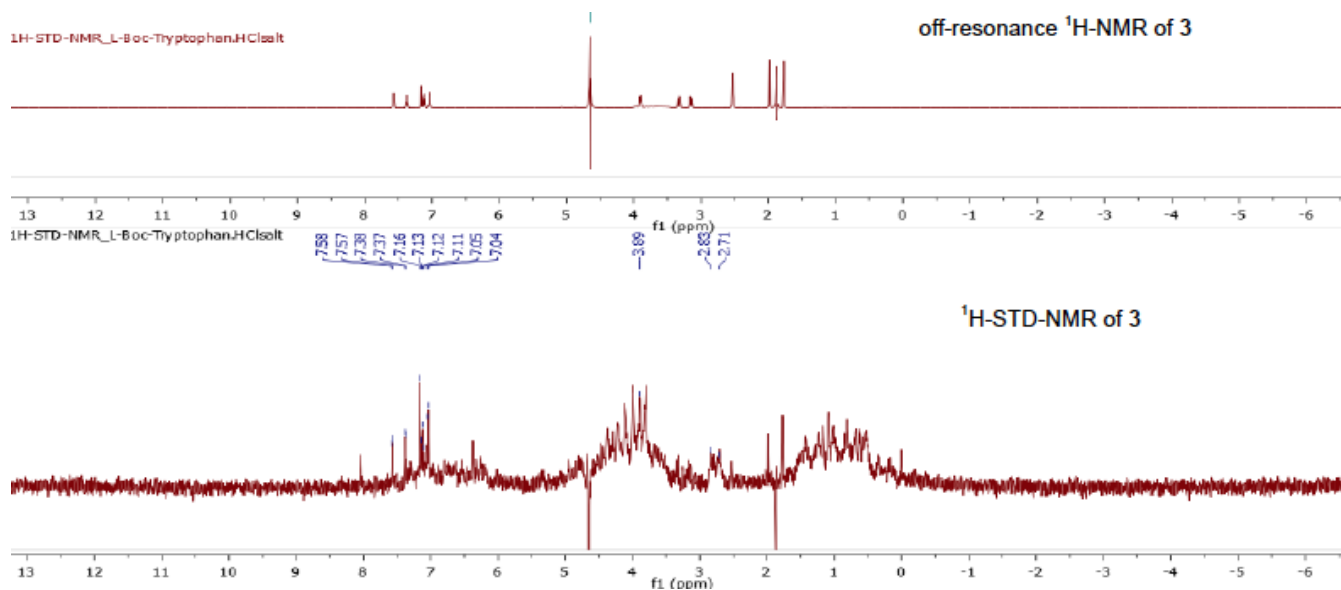 off-resonance ¹H-NMR of 3
1H-STD-NMR_L-Boc-Tryptophan.HClsalt
13 12 11 10 9 8 7 6 5 4 3 2 1 0 -1 -2 -3 -4 -5 -6
f1 (ppm)
1H-STD-NMR_L-Boc-Tryptophan.HClsalt
7.58 7.57 7.38 7.37 7.16 7.13 7.12 7.11 7.05 7.04 3.89 2.83 2.71
¹H-STD-NMR of 3
13 12 11 10 9 8 7 6 5 4 3 2 1 0 -1 -2 -3 -4 -5 -6
f1 (ppm)